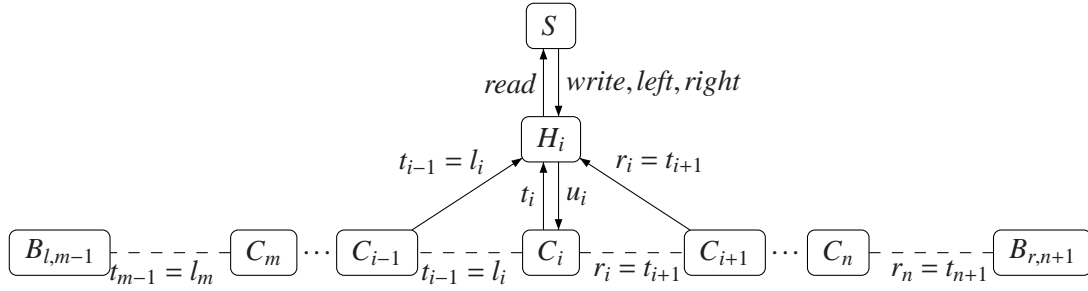 S
read write, left, right
H_i
t_{i-1} = l_i r_i = t_{i+1}
t_i u_i
B_{l,m-1} C_m ··· C_{i-1} C_i C_{i+1} ··· C_n B_{r,n+1}
t_{m-1} = l_m t_{i-1} = l_i r_i = t_{i+1} r_n = t_{n+1}